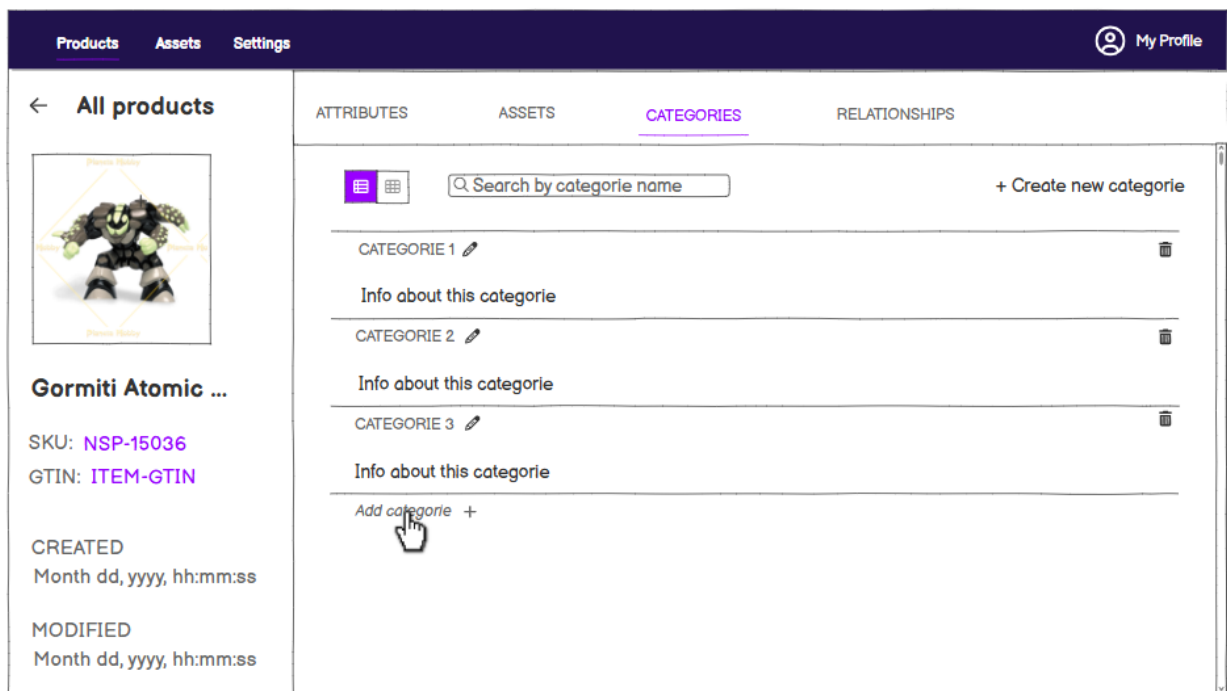 Products Assets Settings My Profile
All products
ATTRIBUTES ASSETS CATEGORIES RELATIONSHIPS
Search by categorie name
+ Create new categorie
CATEGORIE 1
Info about this categorie
CATEGORIE 2
Info about this categorie
CATEGORIE 3
Info about this categorie
Add categorie +
Gormiti Atomic ...
SKU: NSP-15036
GTIN: ITEM-GTIN
CREATED
Month dd, yyyy, hh:mm:ss
MODIFIED
Month dd, yyyy, hh:mm:ss